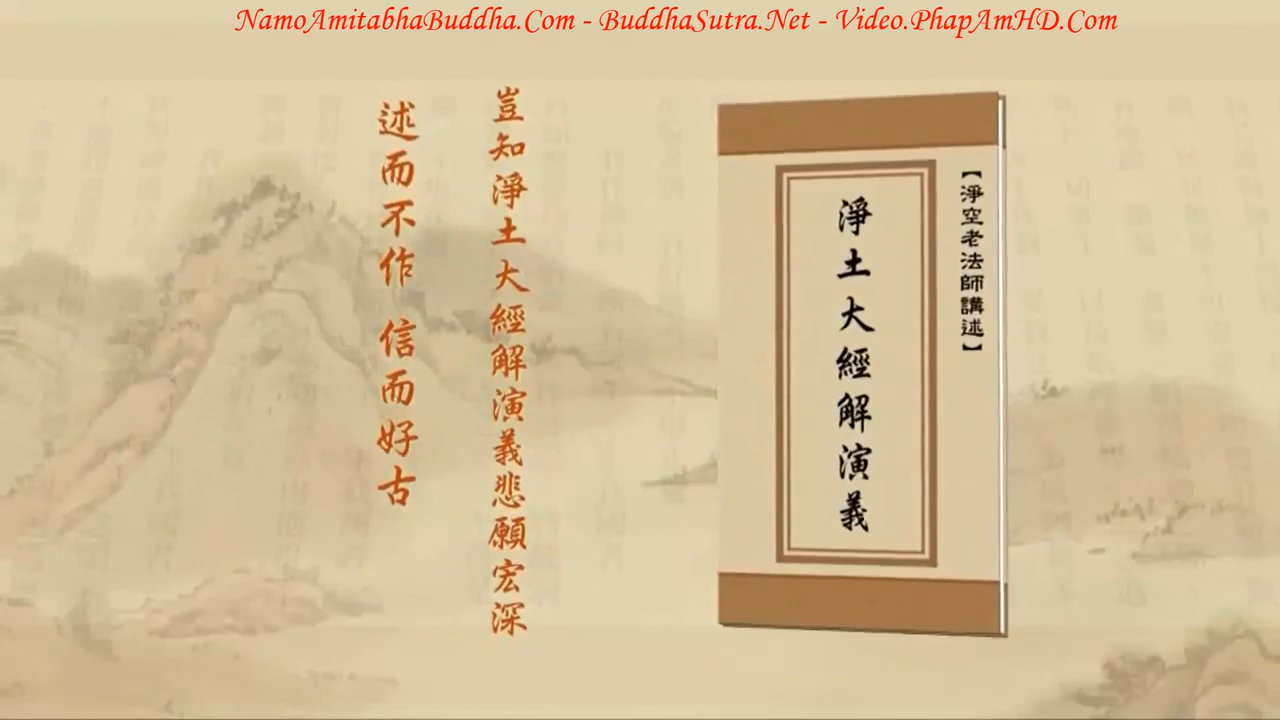 NamoAmitabhaBuddha.Com - BuddhaSutra.Net - Video.PhapAmHD.Com
【淨空老法師講述】
淨土大經解演義
豈知淨土大經解演義悲願宏深
述而不作 信而好古